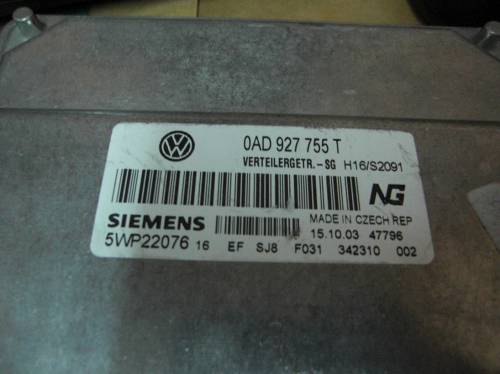 VW
0AD 927 755 T
VERTEILERGETR.-SG H16/S2091
NG
SIEMENS
MADE IN CZECH REP
15.10.03 47796
5WP22076 16 EF SJ8 F031 342310 002